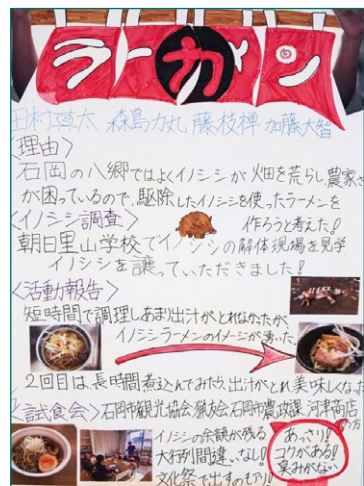 ラーメン
力
田村真太 森島力丸 藤枝禅 加藤大智
〈理由〉
石岡の八郷ではよくイノシシが畑を荒らし農家さん
が困っているので、駆除したイノシシを使ったラーメンを
作ろうと考えた!
〈イノシシ調査〉
朝日里山学校でイノシシの解体現場を見学
イノシシを譲っていただきました!
〈活動報告〉
短時間で調理しあまり出汁がとれなかったが、
イノシシラーメンのイメージが湧いた
2回目は、長時間煮込んでみたら、出汁がとれ美味しくなった
〈試食会〉石岡市観光協会 猟友会 石岡市農政課 河津商店の方
イノシシの余韻が残る
大行列間違いなし!
文化祭で出すのもアリ!
あっさり!
コクがある!
臭みがない